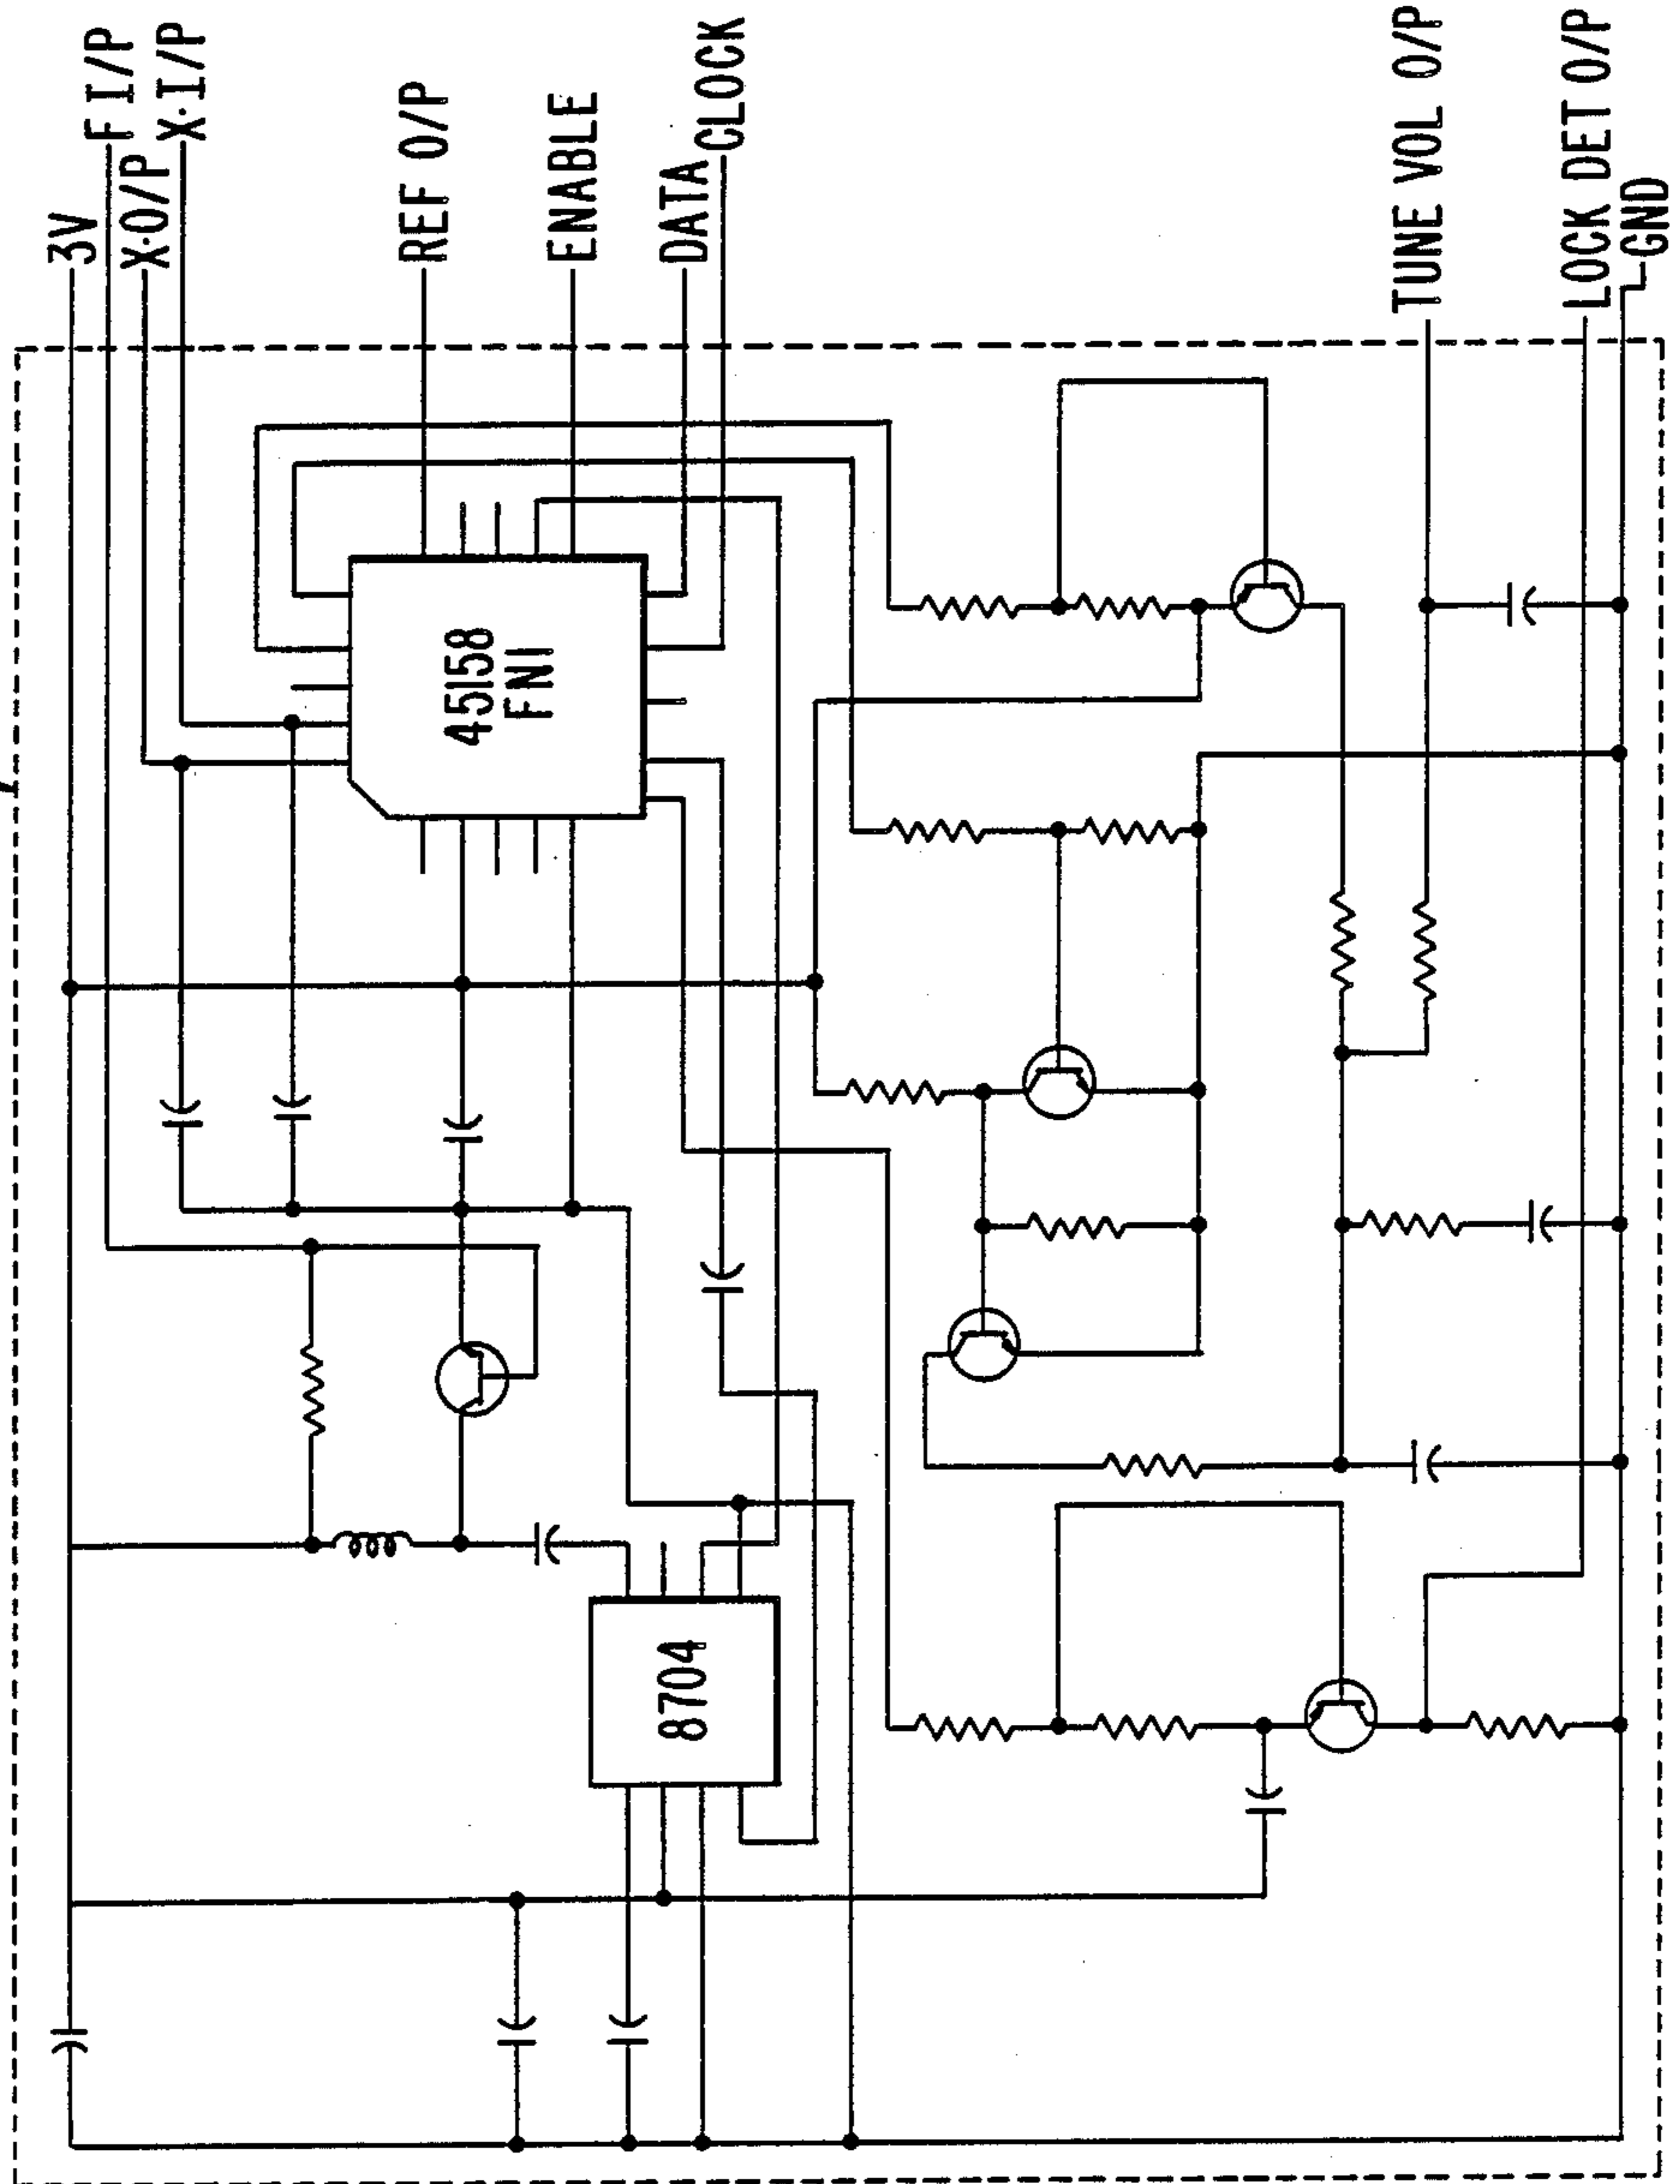 3V
F I/P
X·O/P
X·I/P
REF O/P
ENABLE
DATA
CLOCK
TUNE VOL O/P
LOCK DET O/P
GND
45158
FNI
8704